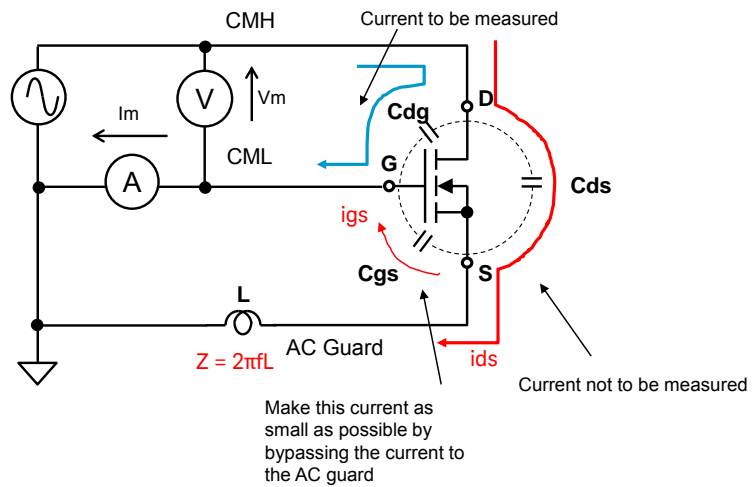 CMH
Current to be measured
V
Vm
Im
D
Cdg
CML
G
A
Cds
igs
Cgs
S
L
AC Guard
Z = 2πfL
ids
Current not to be measured
Make this current as
small as possible by
bypassing the current to
the AC guard